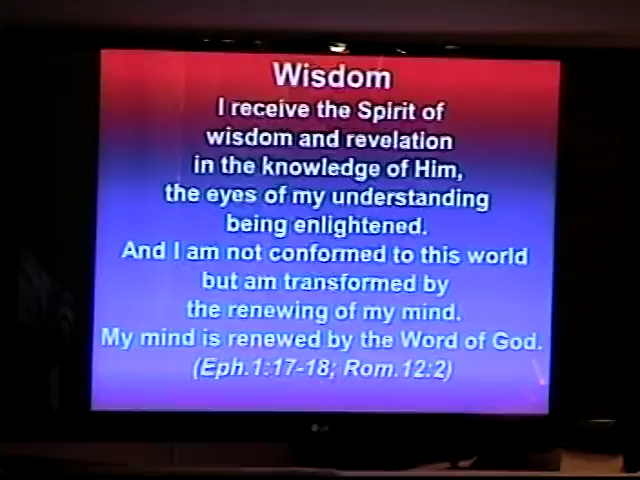 Wisdom
I receive the Spirit of
wisdom and revelation
in the knowledge of Him,
the eyes of my understanding
being enlightened.
And I am not conformed to this world
but am transformed by
the renewing of my mind.
My mind is renewed by the Word of God.
(Eph.1:17-18; Rom.12:2)
LG